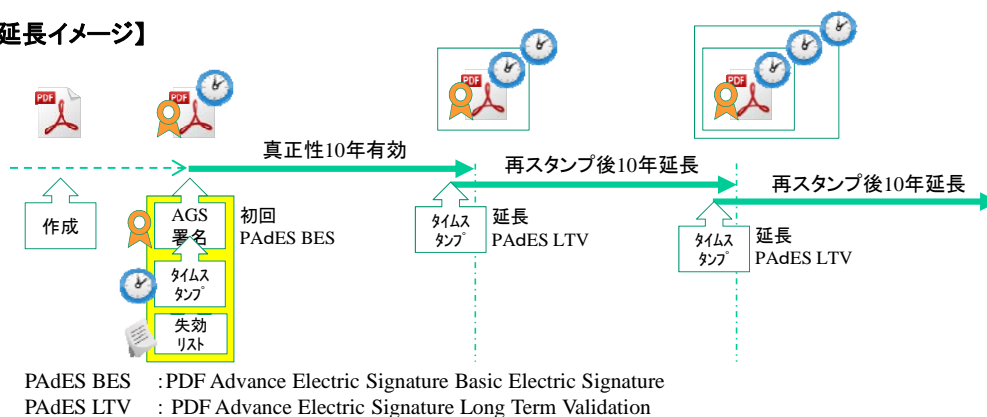 延長イメージ】
PDF
PDF
PDF
PDF
真正性10年有効
再スタンプ後10年延長
再スタンプ後10年延長
作成
AGS
署名
初回
PAdES BES
タイムス
タンプ
失効
リスト
タイムス
タンプ
延長
PAdES LTV
タイムス
タンプ
延長
PAdES LTV
PAdES BES : PDF Advance Electric Signature Basic Electric Signature
PAdES LTV : PDF Advance Electric Signature Long Term Validation